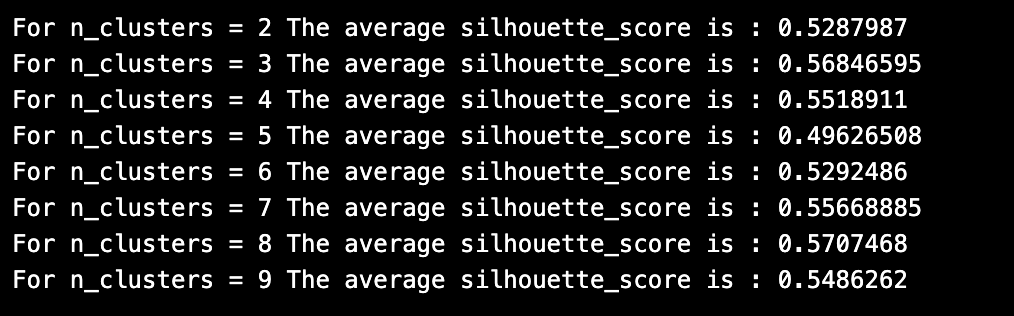 For n_clusters = 2 The average silhouette_score is : 0.5287987
For n_clusters = 3 The average silhouette_score is : 0.56846595
For n_clusters = 4 The average silhouette_score is : 0.5518911
For n_clusters = 5 The average silhouette_score is : 0.49626508
For n_clusters = 6 The average silhouette_score is : 0.5292486
For n_clusters = 7 The average silhouette_score is : 0.55668885
For n_clusters = 8 The average silhouette_score is : 0.5707468
For n_clusters = 9 The average silhouette_score is : 0.5486262